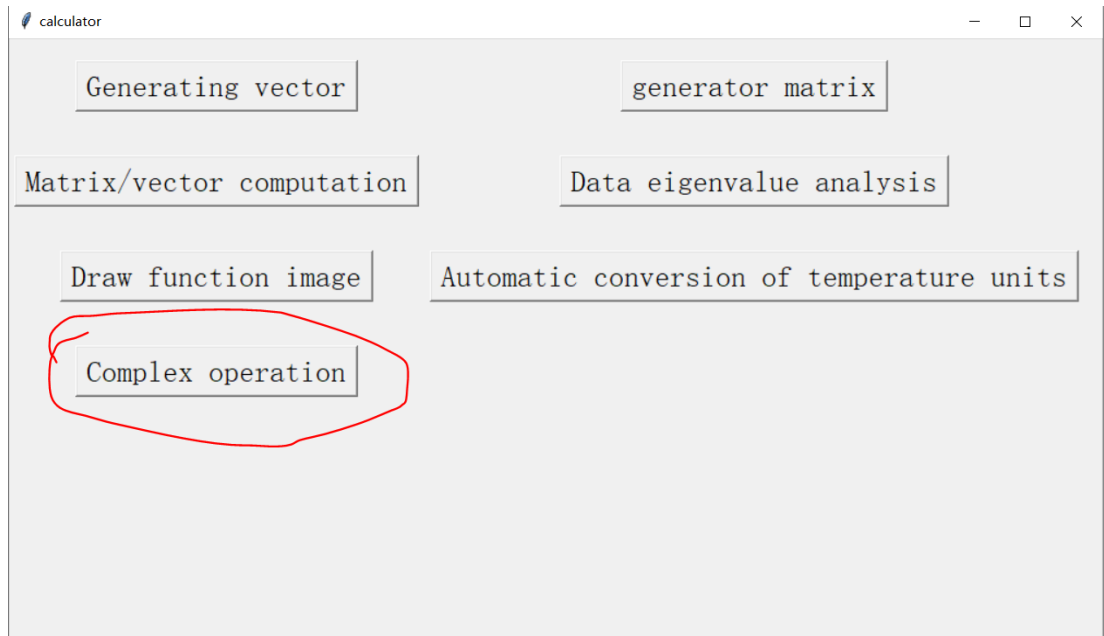 calculator
Generating vector
generator matrix
Matrix/vector computation
Data eigenvalue analysis
Draw function image
Automatic conversion of temperature units
Complex operation